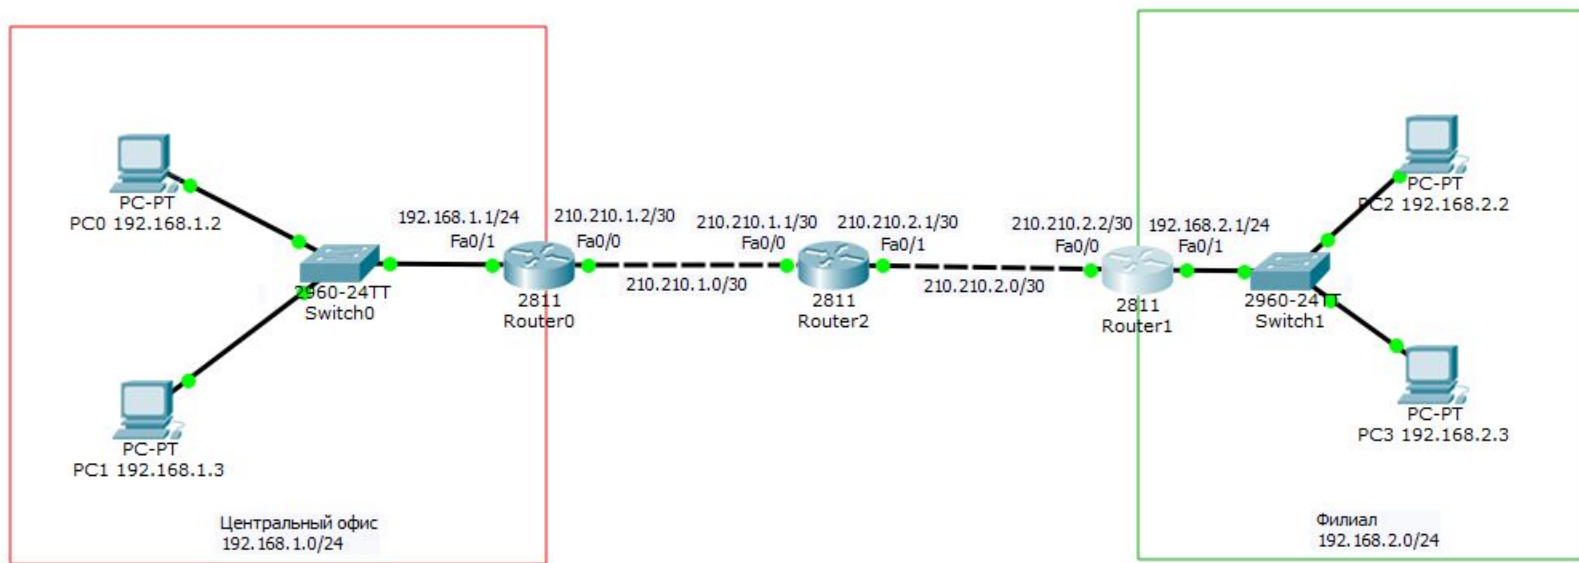 PC-PT
PC0 192.168.1.2
PC-PT
PC1 192.168.1.3
2960-24TT
Switch0
192.168.1.1/24
Fa0/1
210.210.1.2/30
Fa0/0
2811
Router0
210.210.1.0/30
210.210.1.1/30
Fa0/0
210.210.2.1/30
Fa0/1
2811
Router2
210.210.2.0/30
210.210.2.2/30
Fa0/0
192.168.2.1/24
Fa0/1
2811
Router1
2960-24TT
Switch1
PC-PT
PC2 192.168.2.2
PC-PT
PC3 192.168.2.3
Центральный офис
192.168.1.0/24
Филиал
192.168.2.0/24